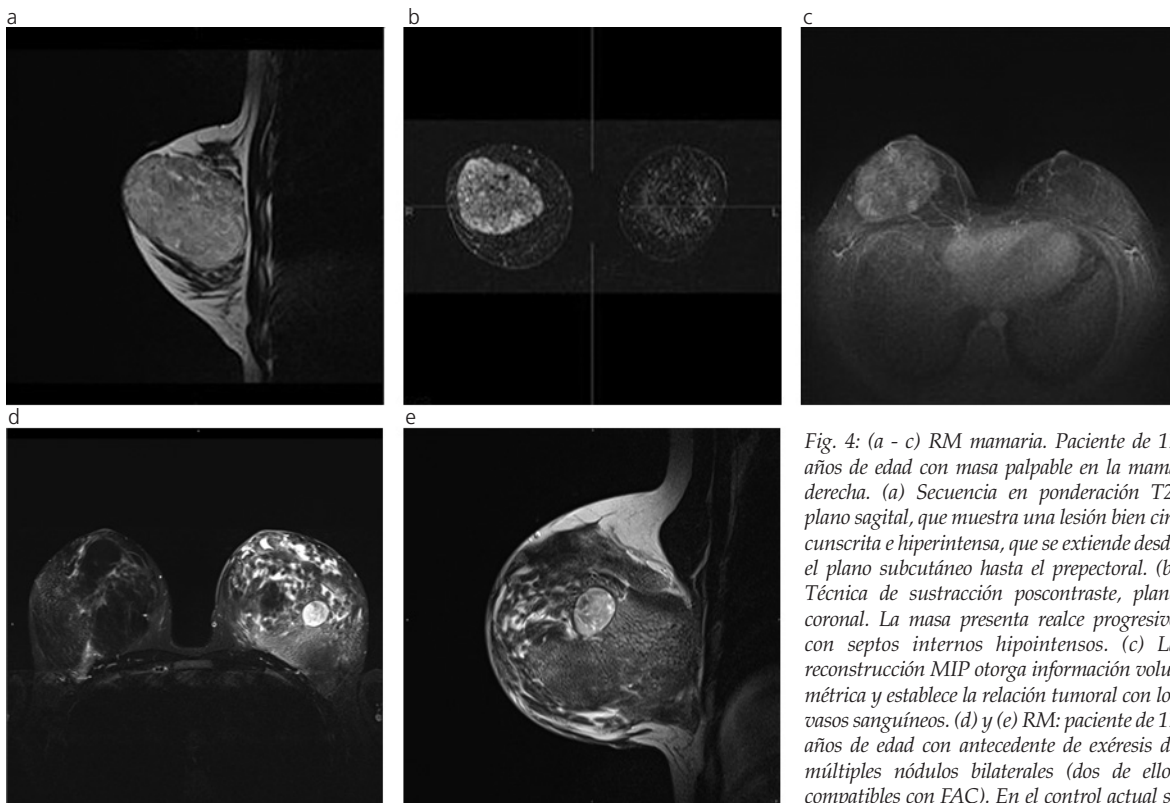 a
b
c
R
L
d
e
Fig. 4: (a - c) RM mamaria. Paciente de 1
años de edad con masa palpable en la mama
derecha. (a) Secuencia en ponderación T2
plano sagital, que muestra una lesión bien cir
cunscrita e hiperintensa, que se extiende desd
el plano subcutáneo hasta el prepectoral. (b
Técnica de sustracción poscontraste, plan
coronal. La masa presenta realce progresiv
con septos internos hipointensos. (c) L
reconstrucción MIP otorga información volu
métrica y establece la relación tumoral con lo
vasos sanguíneos. (d) y (e) RM: paciente de 1
años de edad con antecedente de exéresis d
múltiples nódulos bilaterales (dos de ello
compatibles con FAC). En el control actual s